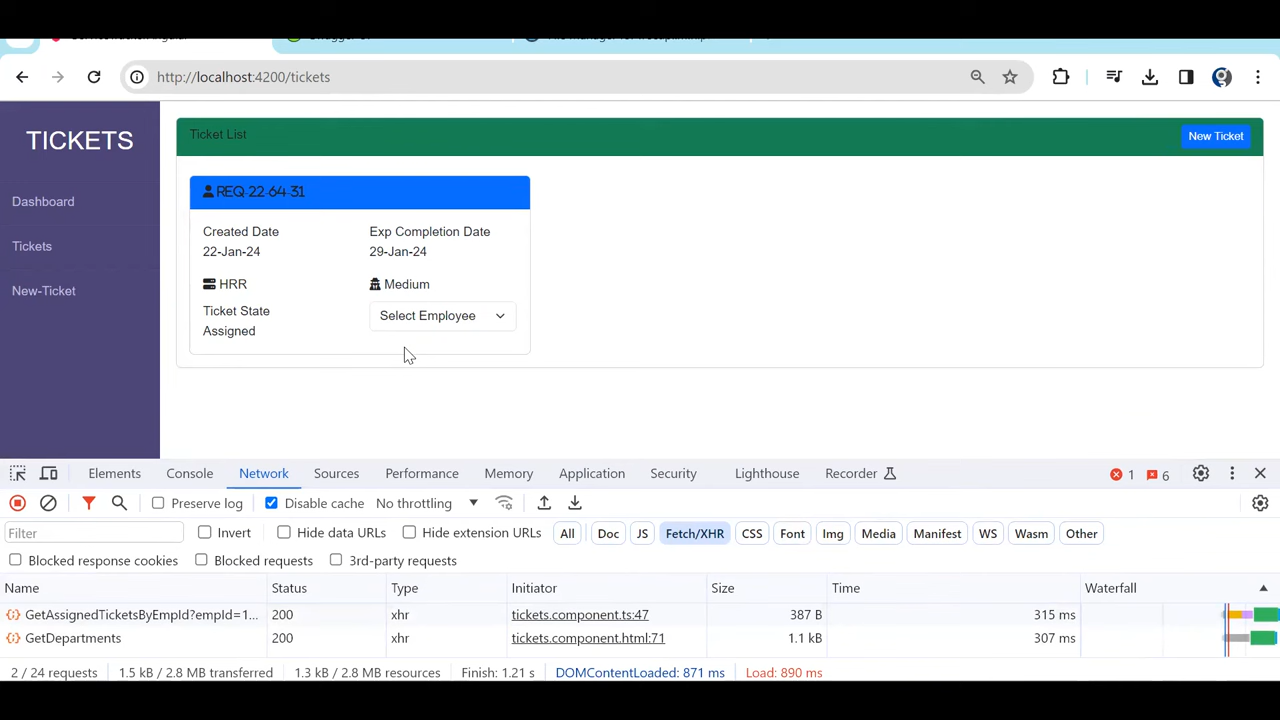 http://localhost:4200/tickets
TICKETS
Dashboard
Tickets
New-Ticket
Ticket List
New Ticket
REQ-22-64-31
Created Date
Exp Completion Date
22-Jan-24
29-Jan-24
HRR
Medium
Ticket State
Assigned
Select Employee
Elements
Console
Network
Sources
Performance
Memory
Application
Security
Lighthouse
Recorder
1
6
Preserve log
Disable cache
No throttling
Filter
Invert
Hide data URLs
Hide extension URLs
All
Doc
JS
Fetch/XHR
CSS
Font
Img
Media
Manifest
WS
Wasm
Other
Blocked response cookies
Blocked requests
3rd-party requests
Name
Status
Type
Initiator
Size
Time
Waterfall
GetAssignedTicketsByEmpId?empId=1...
200
xhr
tickets.component.ts:47
387 B
315 ms
GetDepartments
200
xhr
tickets.component.html:71
1.1 kB
307 ms
2 / 24 requests
1.5 kB / 2.8 MB transferred
1.3 kB / 2.8 MB resources
Finish: 1.21 s
DOMContentLoaded: 871 ms
Load: 890 ms